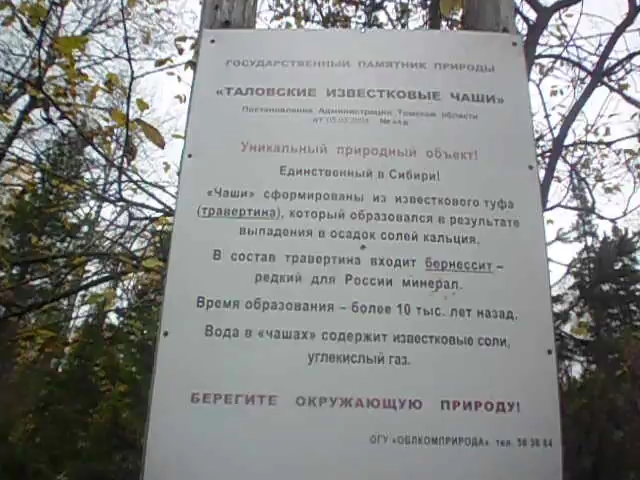 ГОСУДАРСТВЕННЫЙ ПАМЯТНИК ПРИРОДЫ
«ТАЛОВСКИЕ ИЗВЕСТКОВЫЕ ЧАШИ»
Постановление Администрации Томской области
от №
Уникальный природный объект!
Единственный в Сибири!
«Чаши» сформированы из известкового туфа
(травертина), который образовался в результате
выпадения в осадок солей кальция.
В состав травертина входит бернессит –
редкий для России минерал.
Время образования – более 10 тыс. лет назад.
Вода в «чашах» содержит известковые соли,
углекислый газ.
БЕРЕГИТЕ ОКРУЖАЮЩУЮ ПРИРОДУ!
ОГУ «ОБЛКОМПРИРОДА» тел.